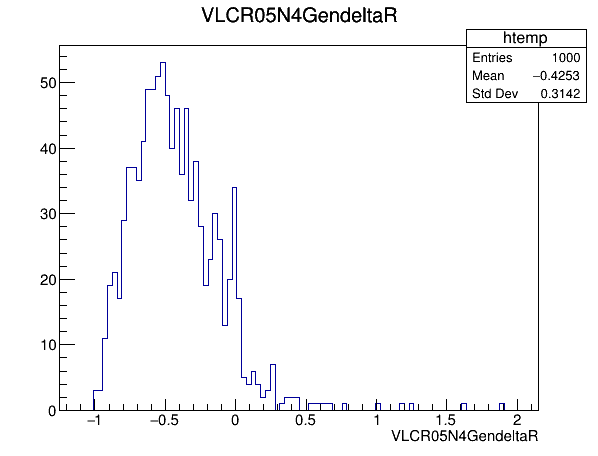 VLCR05N4GendeltaR
htemp
Entries 1000
Mean −0.4253
Std Dev 0.3142
50
40
30
20
10
0
−1 −0.5 0 0.5 1 1.5 2
VLCR05N4GendeltaR